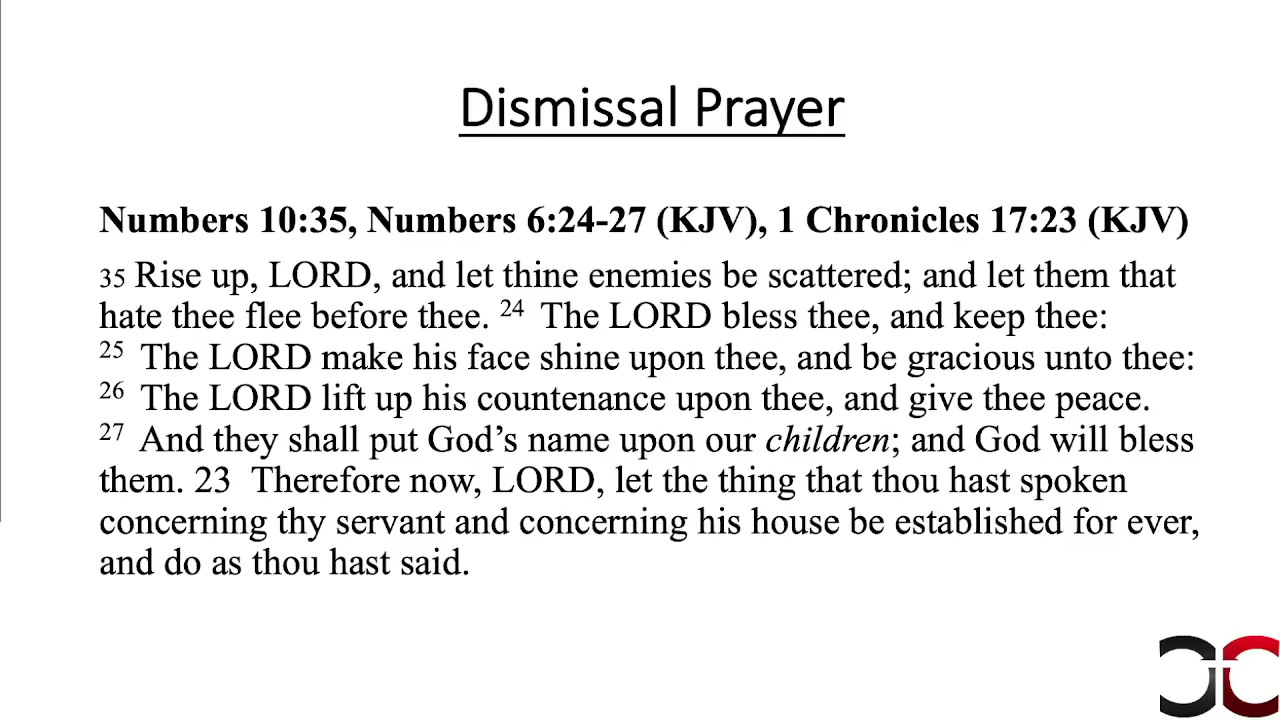 Dismissal Prayer
Numbers 10:35, Numbers 6:24-27 (KJV), 1 Chronicles 17:23 (KJV)
35 Rise up, LORD, and let thine enemies be scattered; and let them that
hate thee flee before thee. 24 The LORD bless thee, and keep thee:
25 The LORD make his face shine upon thee, and be gracious unto thee:
26 The LORD lift up his countenance upon thee, and give thee peace.
27 And they shall put God’s name upon our children; and God will bless
them. 23 Therefore now, LORD, let the thing that thou hast spoken
concerning thy servant and concerning his house be established for ever,
and do as thou hast said.